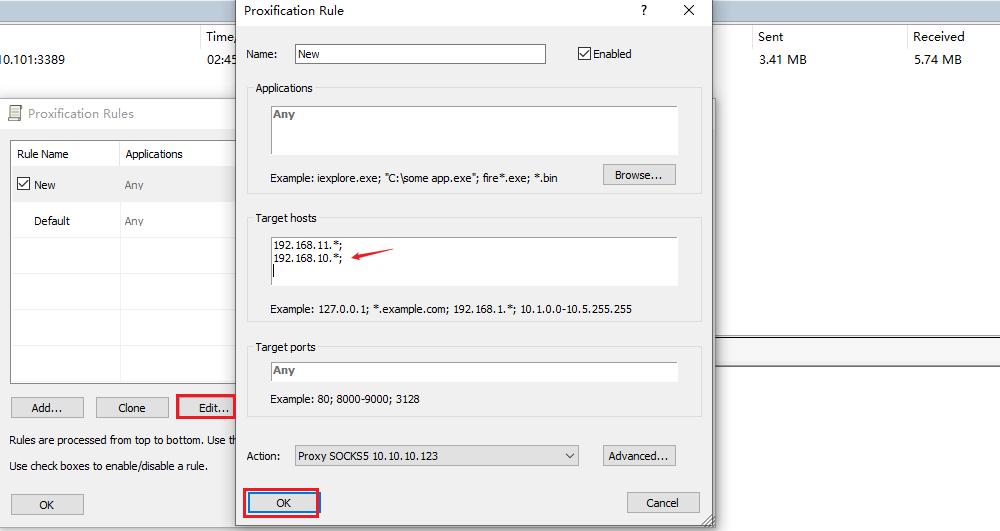 Proxification Rule
?
Time,
Sent
Received
10.101:3389
02:45
3.41 MB
5.74 MB
Name:
New
Enabled
Applications
Any
Example: iexplore.exe; "C:\some app.exe"; fire*.exe; *.bin
Browse...
Target hosts
192.168.11.*;
192.168.10.*;
Example: 127.0.0.1; *.example.com; 192.168.1.*; 10.1.0.0-10.5.255.255
Target ports
Any
Example: 80; 8000-9000; 3128
Action:
Proxy SOCKS5 10.10.10.123
Advanced...
OK
Cancel
Proxification Rules
Rule Name
Applications
New
Any
Default
Any
Add...
Clone
Edit...
Rules are processed from top to bottom. Use th
Use check boxes to enable/disable a rule.
OK